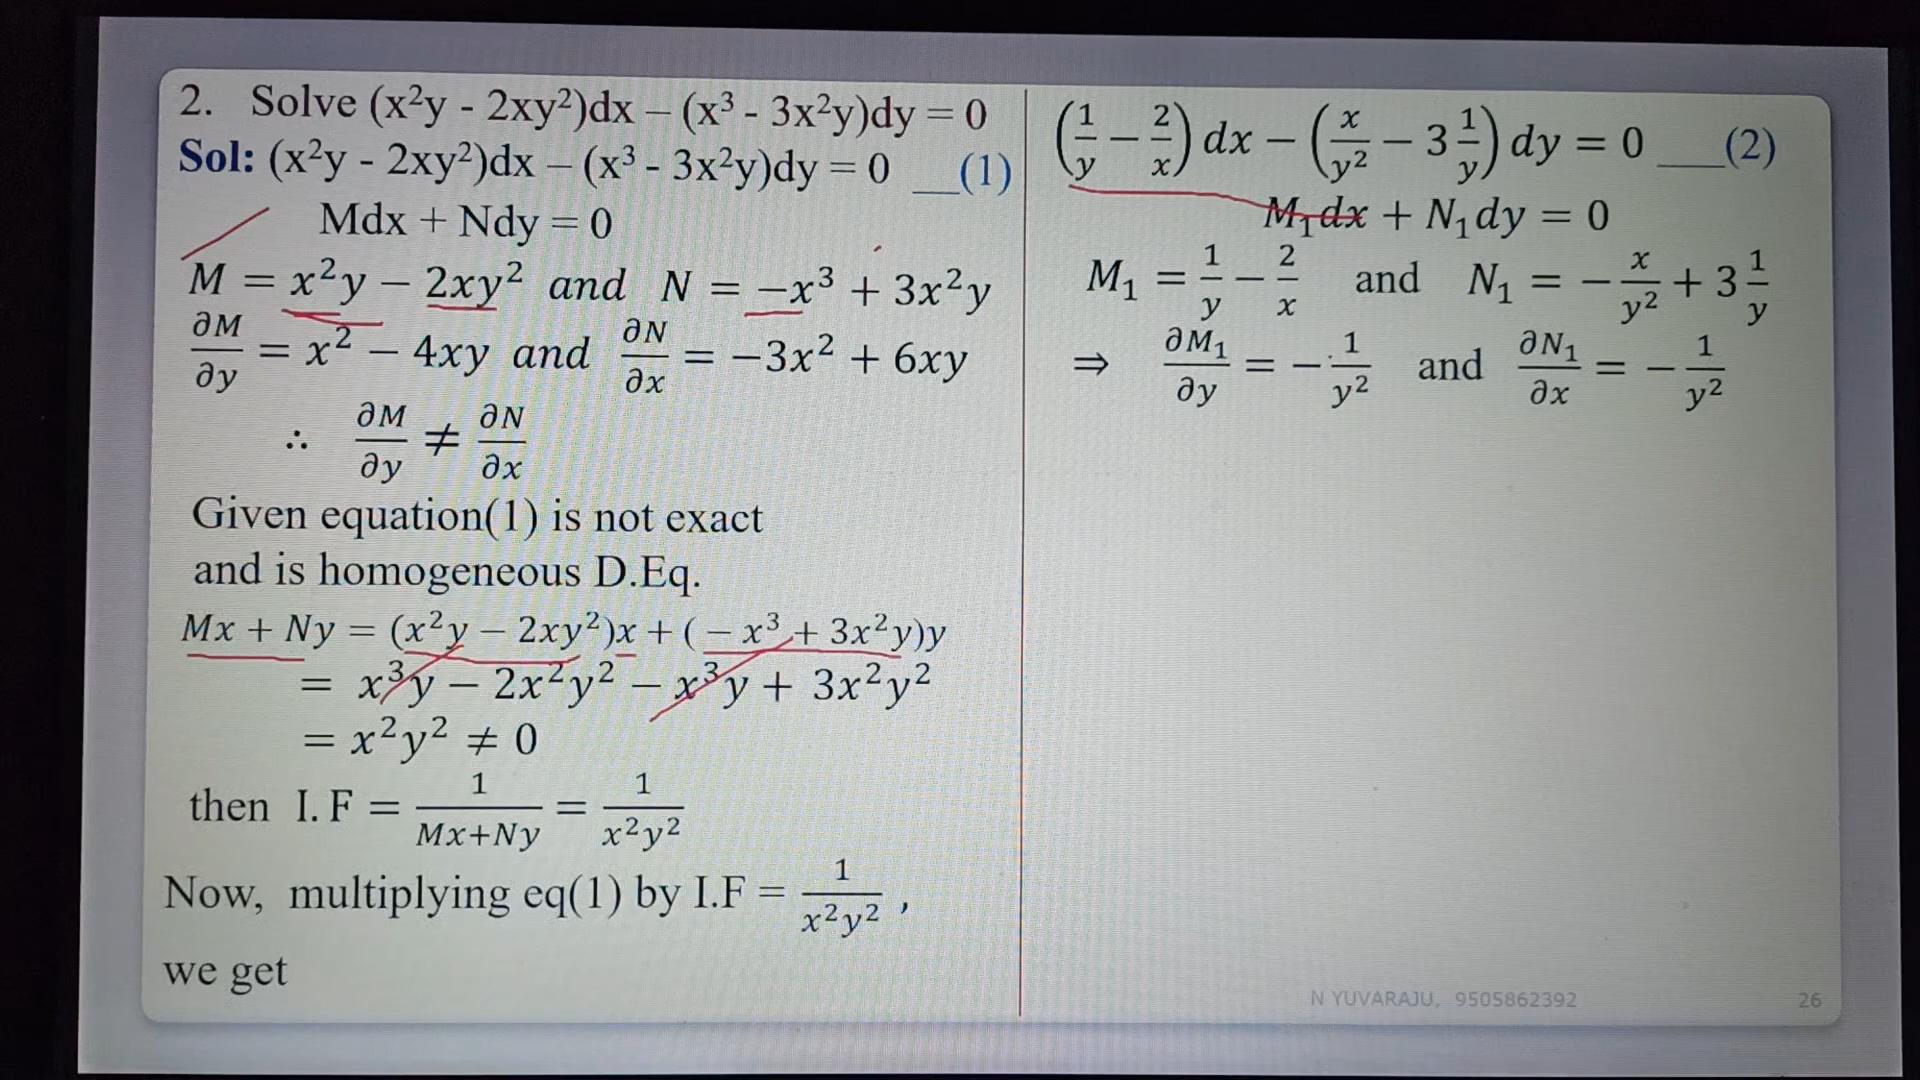 2. Solve (x²y - 2xy²)dx – (x³ - 3x²y)dy = 0
Sol: (x²y - 2xy²)dx – (x³ - 3x²y)dy = 0 __(1)
Mdx + Ndy = 0
M = x²y − 2xy² and N = −x³ + 3x²y
∂M/∂y = x² − 4xy and ∂N/∂x = −3x² + 6xy
∴ ∂M/∂y ≠ ∂N/∂x
Given equation(1) is not exact
and is homogeneous D.Eq.
Mx + Ny = (x²y − 2xy²)x + (− x³ + 3x²y)y
= x³y − 2x²y² − x³y + 3x²y²
= x²y² ≠ 0
then I. F = 1/(Mx+Ny) = 1/(x²y²)
Now, multiplying eq(1) by I.F = 1/(x²y²) ,
we get
(1/y − 2/x) dx − (x/y² − 3 1/y) dy = 0 ___(2)
M₁dx + N₁dy = 0
M₁ = 1/y − 2/x and N₁ = − x/y² + 3 1/y
⇒ ∂M₁/∂y = − 1/y² and ∂N₁/∂x = − 1/y²
N YUVARAJU, 9505862392
26